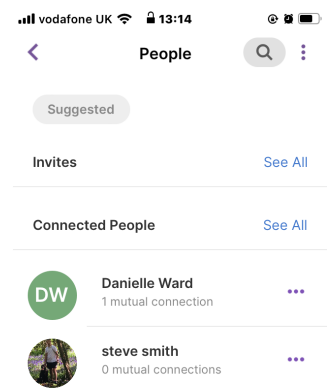 vodafone UK 13:14
People
Suggested
Invites See All
Connected People See All
DW Danielle Ward
1 mutual connection
steve smith
0 mutual connections